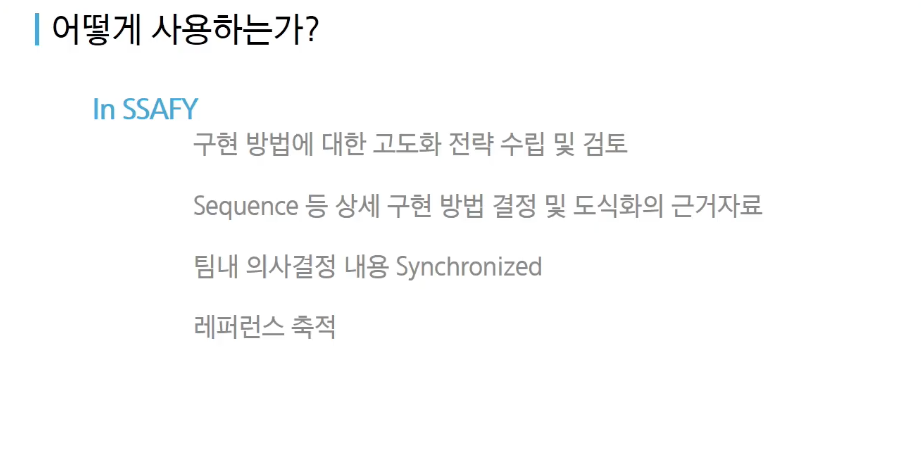 어떻게 사용하는가?
In SSAFY
구현 방법에 대한 고도화 전략 수립 및 검토
Sequence 등 상세 구현 방법 결정 및 도식화의 근거자료
팀내 의사결정 내용 Synchronized
레퍼런스 축적